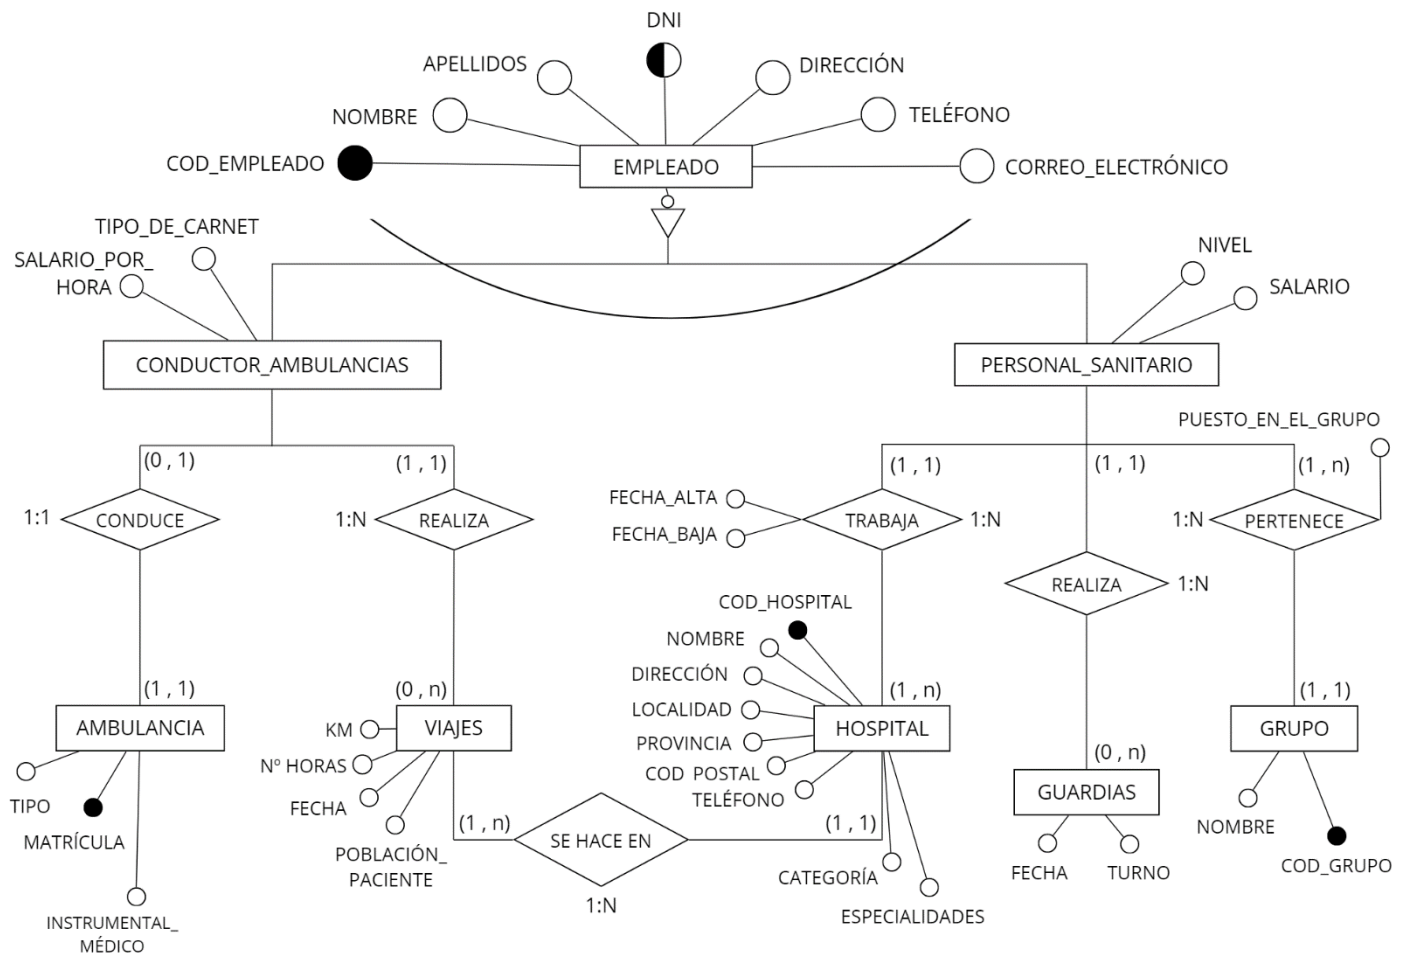 DNI
APELLIDOS
DIRECCIÓN
NOMBRE
TELÉFONO
COD_EMPLEADO
EMPLEADO
CORREO_ELECTRÓNICO
TIPO_DE_CARNET
SALARIO_POR_
HORA
NIVEL
SALARIO
CONDUCTOR_AMBULANCIAS
PERSONAL_SANITARIO
PUESTO_EN_EL_GRUPO
(0 , 1)
(1 , 1)
(1 , 1)
(1 , 1)
(1 , n)
FECHA_ALTA
FECHA_BAJA
1:1
CONDUCE
1:N
REALIZA
TRABAJA
1:N
1:N
PERTENECE
REALIZA
1:N
COD_HOSPITAL
NOMBRE
DIRECCIÓN
LOCALIDAD
PROVINCIA
COD POSTAL
TELÉFONO
(1 , 1)
(0 , n)
(1 , n)
(1 , 1)
AMBULANCIA
VIAJES
HOSPITAL
GRUPO
KM
Nº HORAS
FECHA
POBLACIÓN_
PACIENTE
(0 , n)
GUARDIAS
TIPO
MATRÍCULA
INSTRUMENTAL_
MÉDICO
(1 , n)
SE HACE EN
(1 , 1)
1:N
CATEGORÍA
ESPECIALIDADES
FECHA
TURNO
NOMBRE
COD_GRUPO